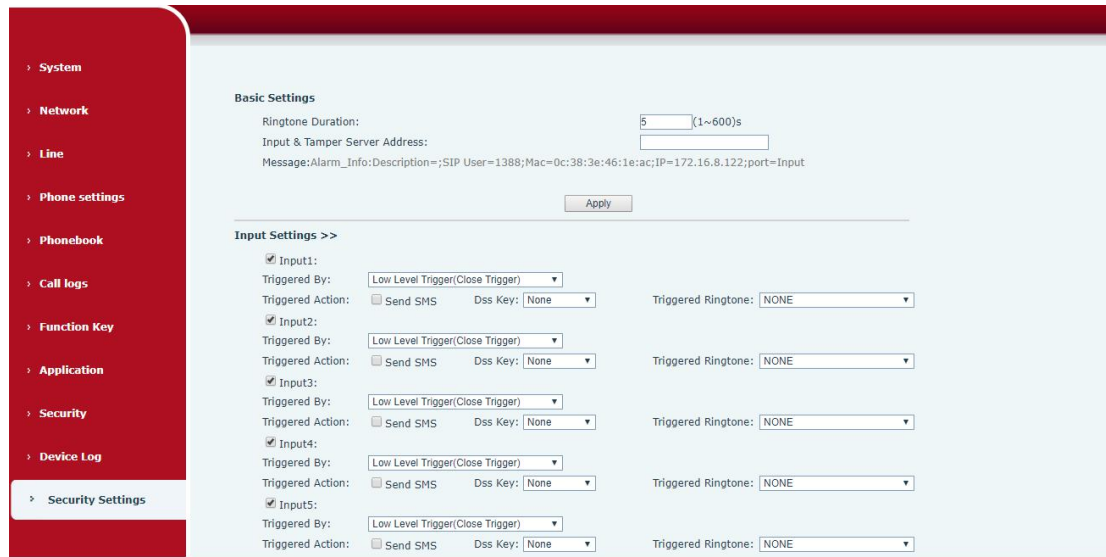 System
Network
Line
Phone settings
Phonebook
Call logs
Function Key
Application
Security
Device Log
Security Settings
Basic Settings
Ringtone Duration: 5 (1~600)s
Input & Tamper Server Address:
Message:Alarm_Info:Description=;SIP User=1388;Mac=0c:38:3e:46:1e:ac;IP=172.16.8.122;port=Input
Apply
Input Settings >>
Input1:
Triggered By: Low Level Trigger(Close Trigger)
Triggered Action: Send SMS Dss Key: None Triggered Ringtone: NONE
Input2:
Triggered By: Low Level Trigger(Close Trigger)
Triggered Action: Send SMS Dss Key: None Triggered Ringtone: NONE
Input3:
Triggered By: Low Level Trigger(Close Trigger)
Triggered Action: Send SMS Dss Key: None Triggered Ringtone: NONE
Input4:
Triggered By: Low Level Trigger(Close Trigger)
Triggered Action: Send SMS Dss Key: None Triggered Ringtone: NONE
Input5:
Triggered By: Low Level Trigger(Close Trigger)
Triggered Action: Send SMS Dss Key: None Triggered Ringtone: NONE